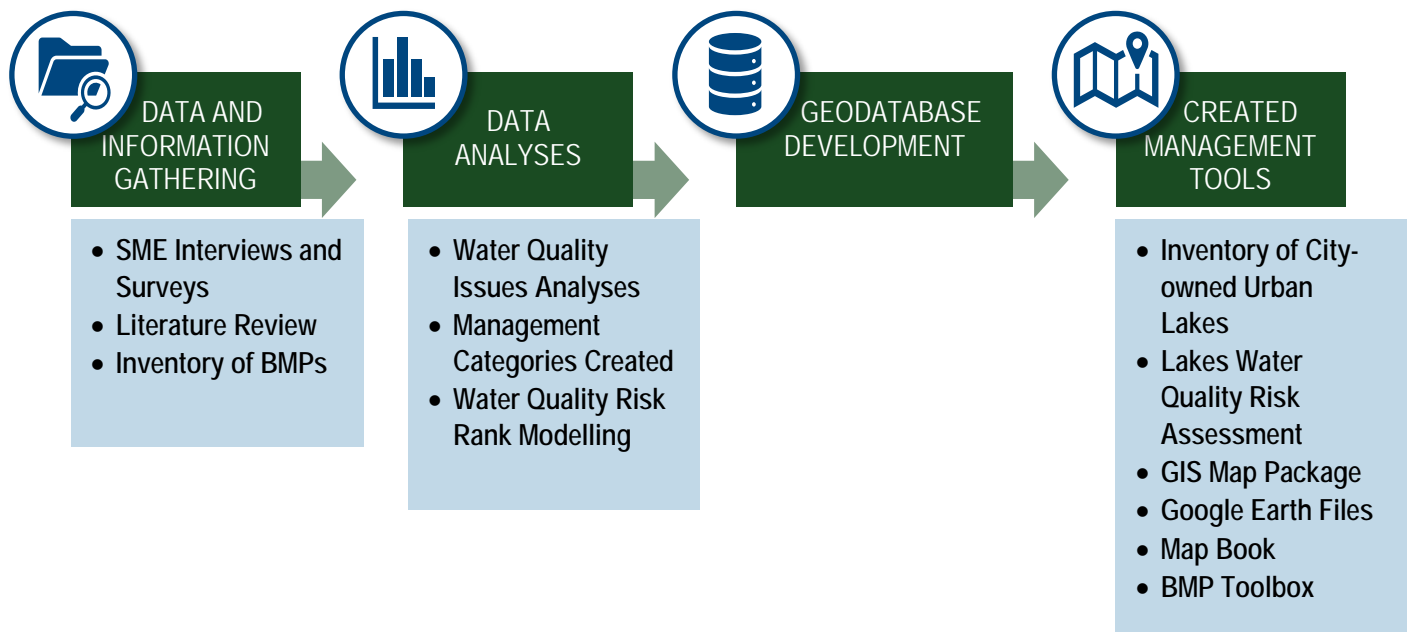 DATA AND
INFORMATION
GATHERING
• SME Interviews and
Surveys
• Literature Review
• Inventory of BMPs
DATA
ANALYSES
• Water Quality
Issues Analyses
• Management
Categories Created
• Water Quality Risk
Rank Modelling
GEODATABASE
DEVELOPMENT
CREATED
MANAGEMENT
TOOLS
• Inventory of City-
owned Urban
Lakes
• Lakes Water
Quality Risk
Assessment
• GIS Map Package
• Google Earth Files
• Map Book
• BMP Toolbox